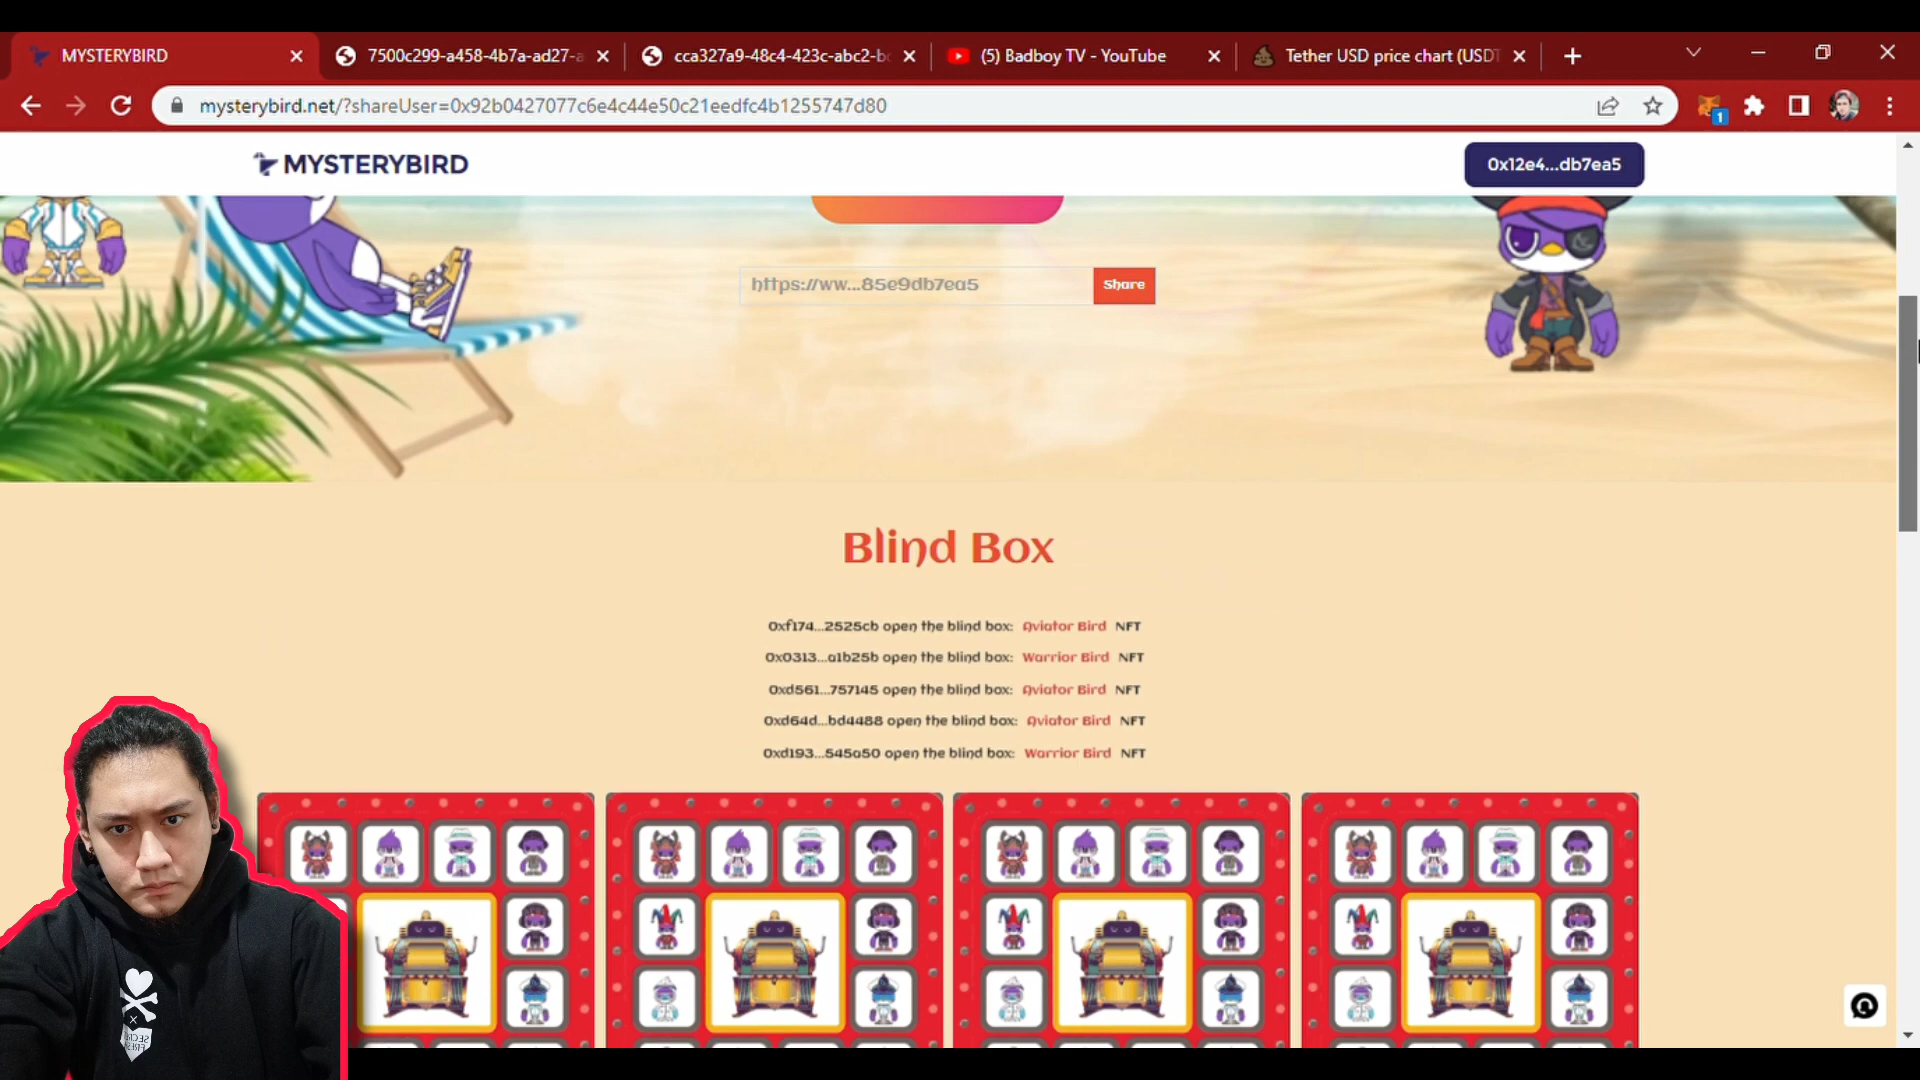 MYSTERYBIRD
7500c299-a458-4b7a-ad27-a
cca327a9-48c4-423c-abc2-bc
(5) Badboy TV - YouTube
Tether USD price chart (USDT
mysterybird.net/?shareUser=0x92b0427077c6e4c44e50c21eedfc4b1255747d80
1
MYSTERYBIRD
0x12e4...db7ea5
https://ww...85e9db7ea5
Share
Blind Box
0xf174...2525cb open the blind box: Aviator Bird NFT
0x0313...a1b25b open the blind box: Warrior Bird NFT
0xd561...757145 open the blind box: Aviator Bird NFT
0xd64d...bd4488 open the blind box: Aviator Bird NFT
0xd193...545a50 open the blind box: Warrior Bird NFT